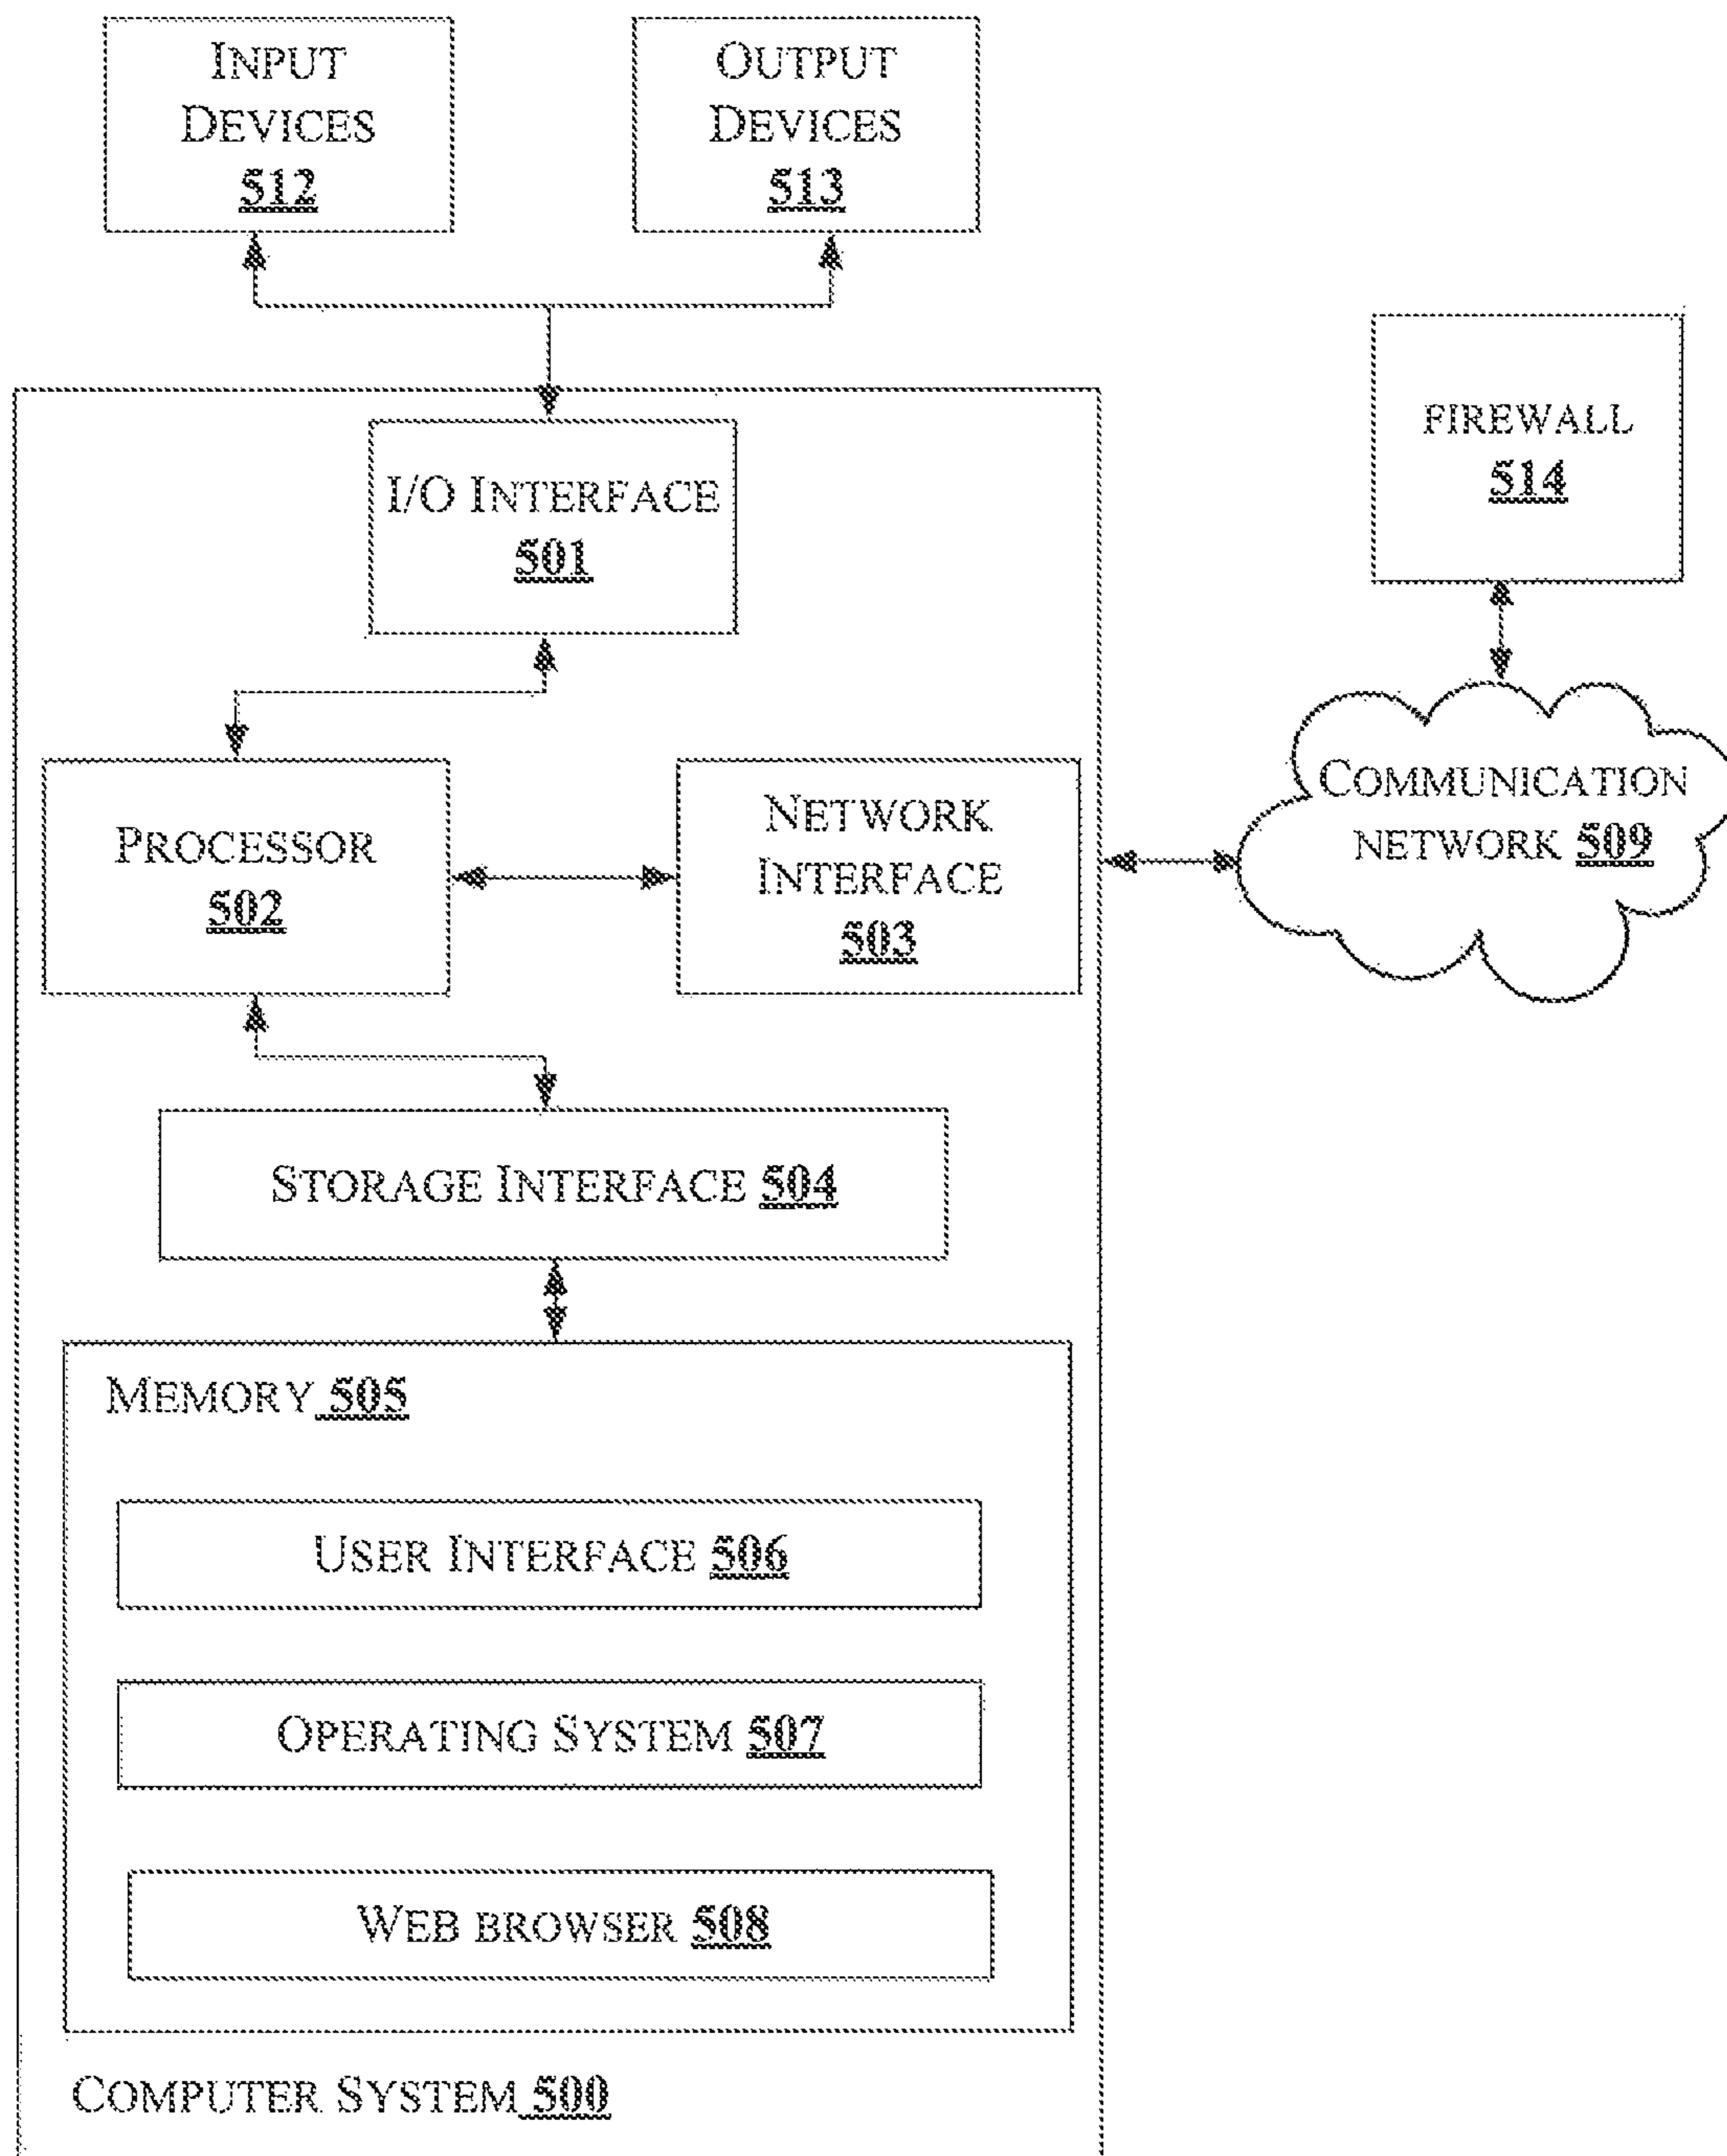 INPUT
DEVICES
512
OUTPUT
DEVICES
513
I/O INTERFACE
501
FIREWALL
514
PROCESSOR
502
NETWORK
INTERFACE
503
COMMUNICATION
NETWORK 509
STORAGE INTERFACE 504
MEMORY 505
USER INTERFACE 506
OPERATING SYSTEM 507
WEB BROWSER 508
COMPUTER SYSTEM 500